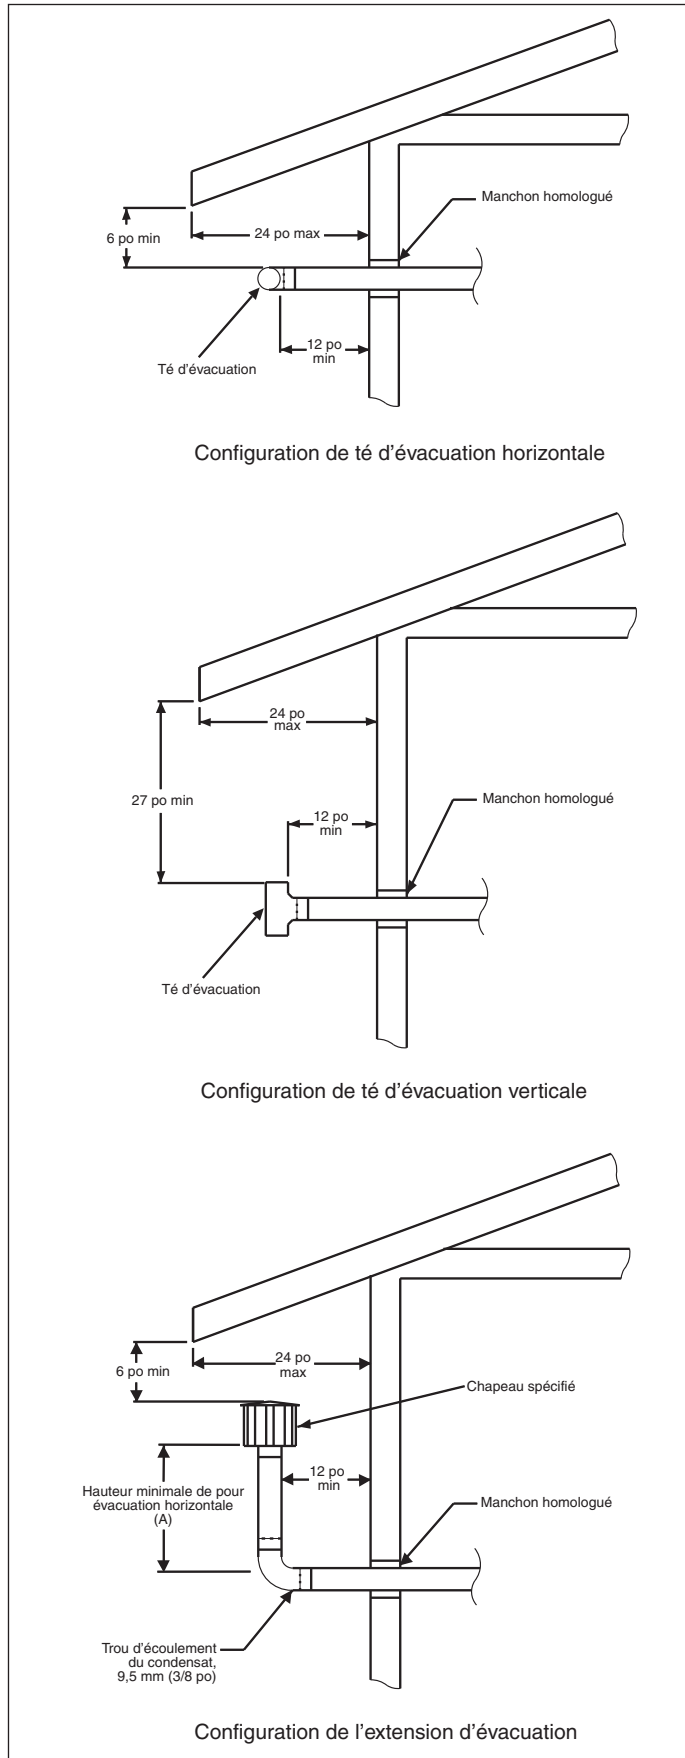 Manchon homologué
6 po min
24 po max
12 po
min
Té d'évacuation
Configuration de té d'évacuation horizontale
24 po
max
27 po min
12 po
min
Manchon homologué
Té d'évacuation
Configuration de té d'évacuation verticale
24 po
max
6 po min
Chapeau spécifié
12 po
min
Hauteur minimale de pour
évacuation horizontale
(A)
Manchon homologué
Trou d'écoulement
du condensat,
9,5 mm (3/8 po)
Configuration de l'extension d'évacuation